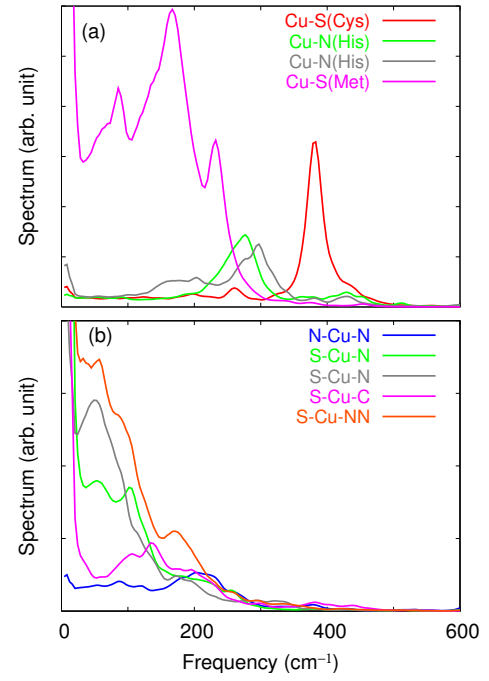 (a)
Cu-S(Cys)
Cu-N(His)
Cu-N(His)
Cu-S(Met)
Spectrum (arb. unit)
(b)
N-Cu-N
S-Cu-N
S-Cu-N
S-Cu-C
S-Cu-NN
Spectrum (arb. unit)
0 200 400 600
Frequency (cm⁻¹)